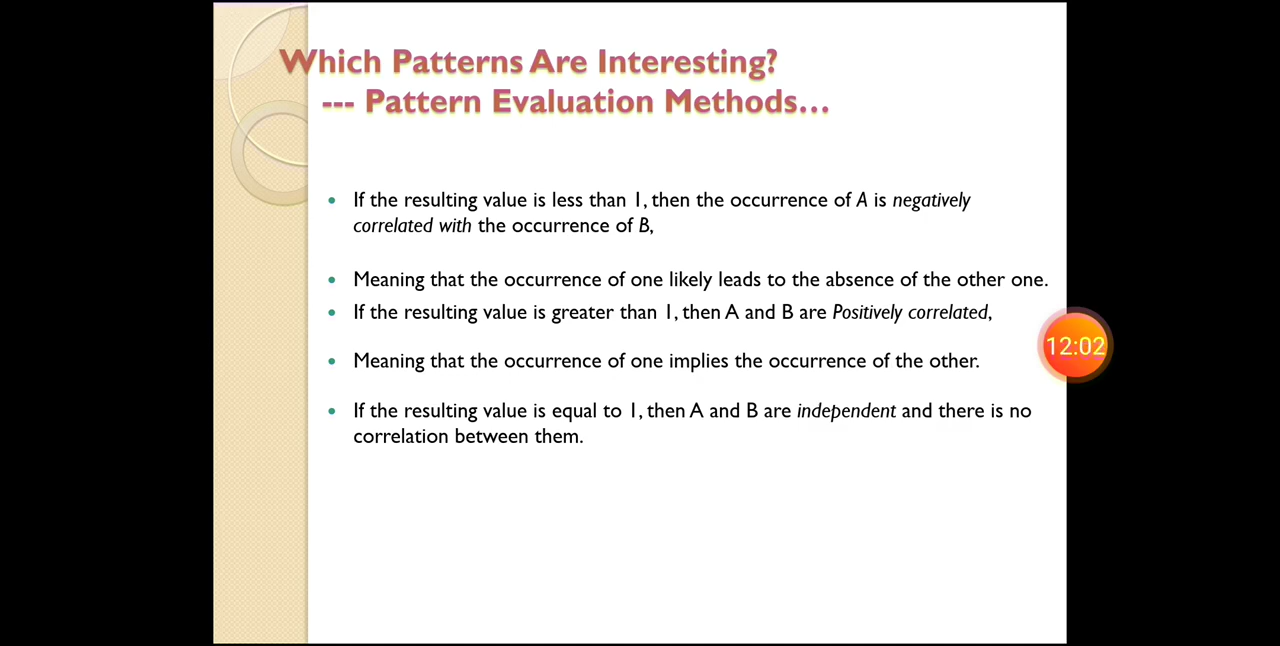 Which Patterns Are Interesting?
--- Pattern Evaluation Methods…
• If the resulting value is less than 1, then the occurrence of A is negatively
correlated with the occurrence of B,
• Meaning that the occurrence of one likely leads to the absence of the other one.
• If the resulting value is greater than 1, then A and B are Positively correlated,
12:02
• Meaning that the occurrence of one implies the occurrence of the other.
• If the resulting value is equal to 1, then A and B are independent and there is no
correlation between them.